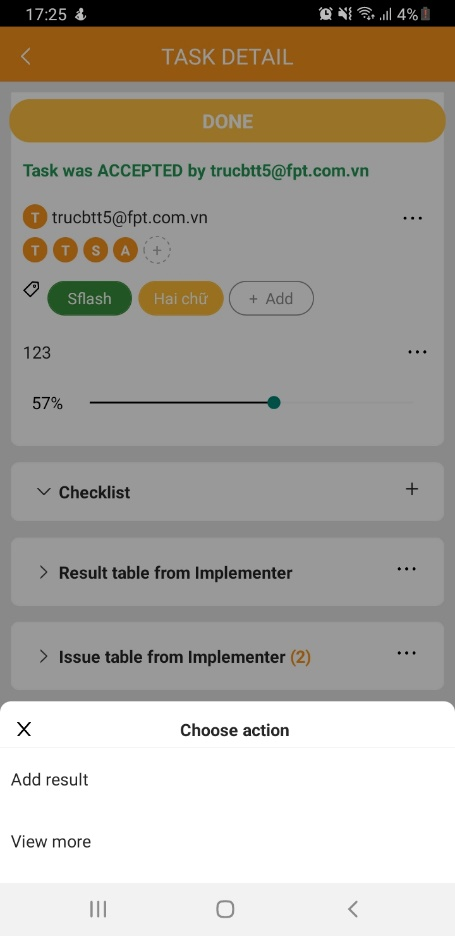 17:25 4%
TASK DETAIL
DONE
Task was ACCEPTED by trucbtt5@fpt.com.vn
T trucbtt5@fpt.com.vn
T T S A +
Sflash Hai chữ + Add
123
57%
Checklist +
Result table from Implementer
Issue table from Implementer (2)
Choose action
Add result
View more